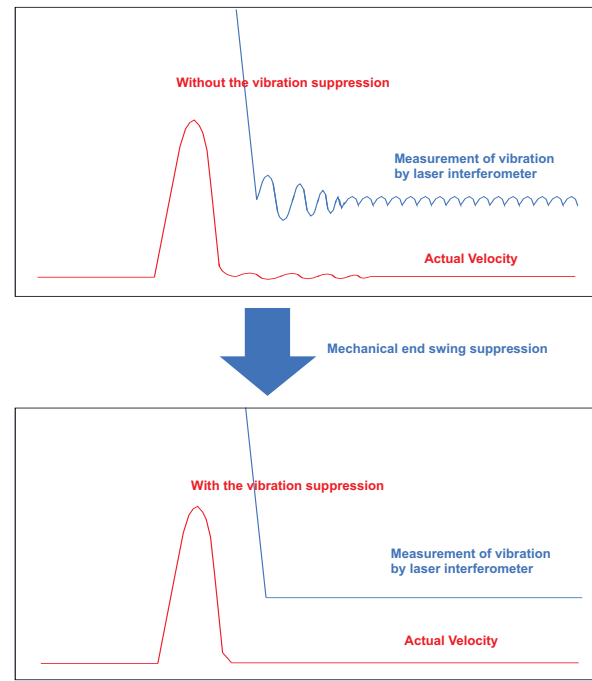 Without the vibration suppression
Measurement of vibration
by laser interferometer
Actual Velocity
Mechanical end swing suppression
With the vibration suppression
Measurement of vibration
by laser interferometer
Actual Velocity